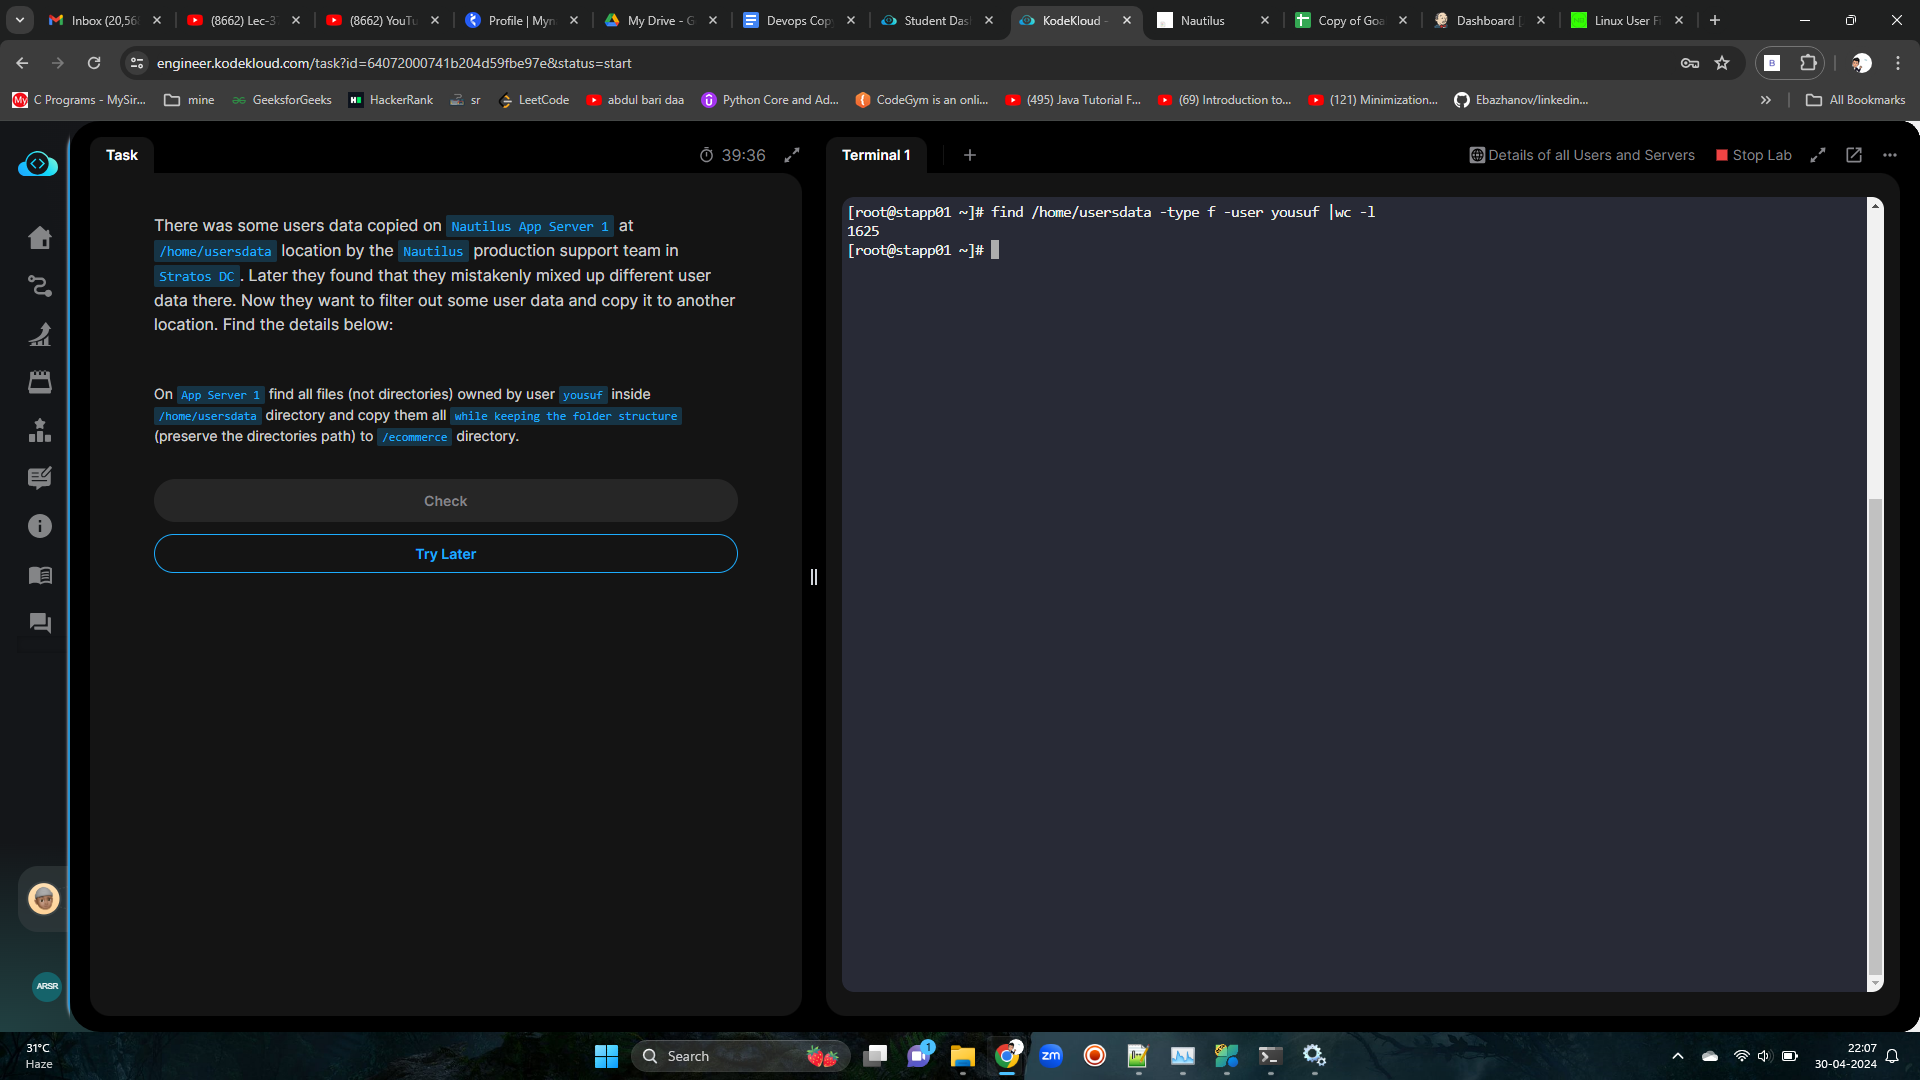 Inbox (20,56
(8662) Lec-3
(8662) YouTu
Profile | Myn
My Drive - G
Devops Cop
Student Das
KodeKloud -
Nautilus
Copy of Goa
Dashboard [
Linux User Fi
engineer.kodekloud.com/task?id=64072000741b204d59fbe97e&status=start
C Programs - MySir...
mine
GeeksforGeeks
HackerRank
sr
LeetCode
abdul bari daa
Python Core and Ad...
CodeGym is an onli...
(495) Java Tutorial F...
(69) Introduction to...
(121) Minimization...
Ebazhanov/linkedin...
All Bookmarks
Task
39:36
There was some users data copied on Nautilus App Server 1 at
/home/usersdata location by the Nautilus production support team in
Stratos DC. Later they found that they mistakenly mixed up different user
data there. Now they want to filter out some user data and copy it to another
location. Find the details below:
On App Server 1 find all files (not directories) owned by user yousuf inside
/home/usersdata directory and copy them all while keeping the folder structure
(preserve the directories path) to /ecommerce directory.
Check
Try Later
ARSR
Terminal 1
Details of all Users and Servers
Stop Lab
[root@stapp01 ~]# find /home/usersdata -type f -user yousuf |wc -l
1625
[root@stapp01 ~]#
31°C
Haze
Search
1
zm
22:07
30-04-2024